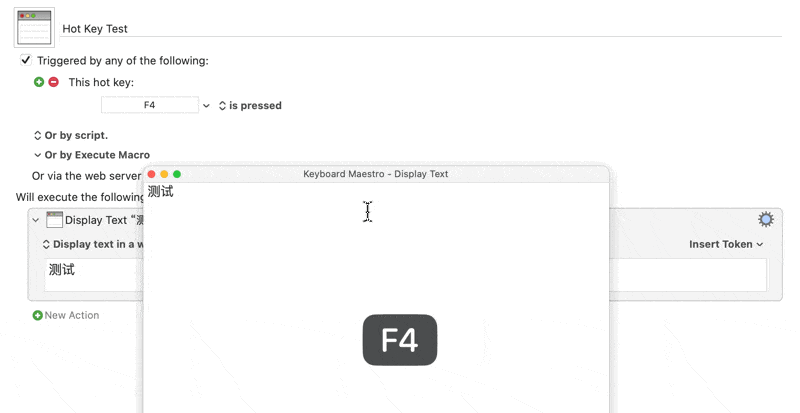 Hot Key Test
Triggered by any of the following:
This hot key:
F4
is pressed
Or by script.
Or by Execute Macro
Or via the web server
Will execute the following
Keyboard Maestro - Display Text
测试
Display Text “测
Display text in a w
Insert Token
测试
New Action
F4